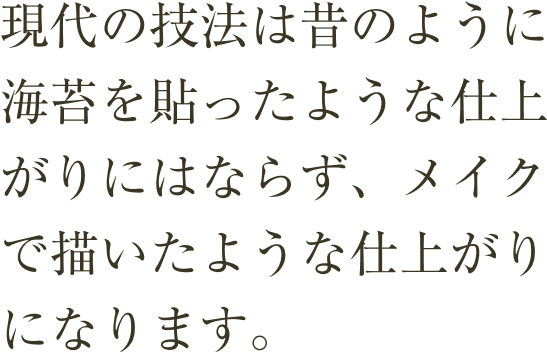 現代の技法は昔のように
海苔を貼ったような仕上
がりにはならず、メイク
で描いたような仕上がり
になります。